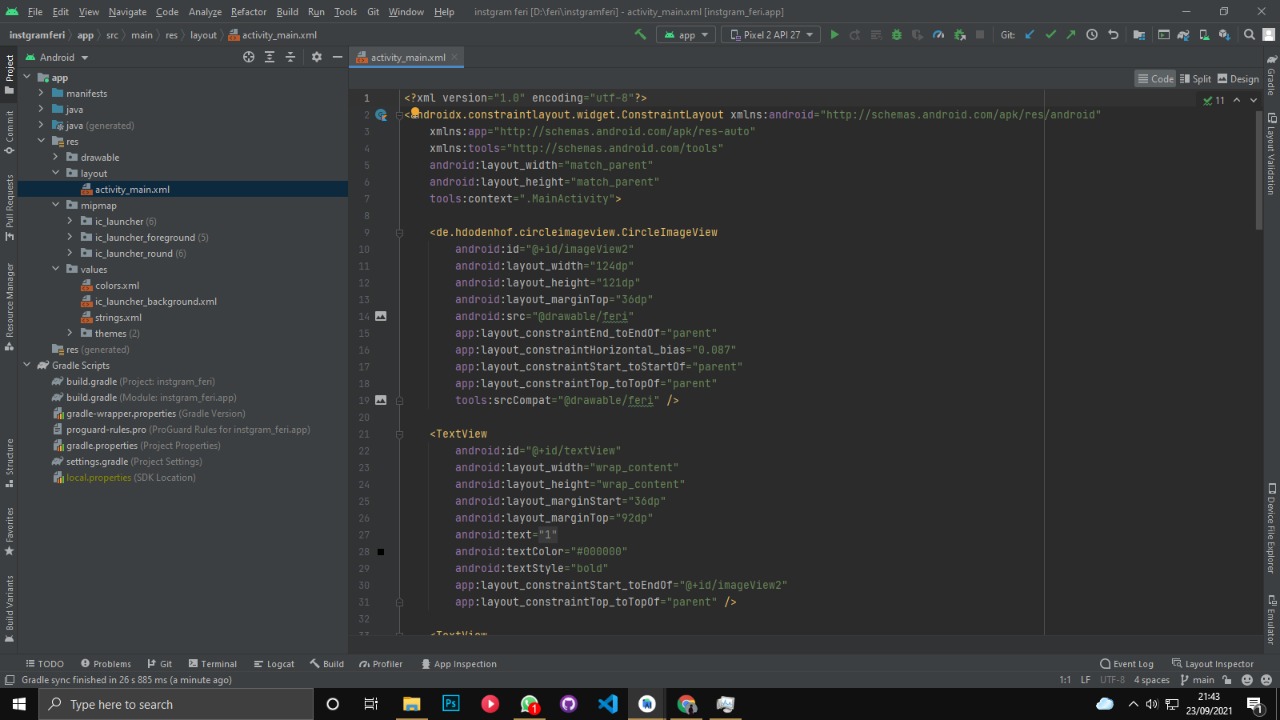 File Edit View Navigate Code Analyze Refactor Build Run Tools Git Window Help instgram feri [D:\feri\instgramferi] - activity_main.xml [instgram_feri.app]
instgramferi app src main res layout activity_main.xml app Pixel 2 API 27 Git:
Android
activity_main.xml
Code Split Design
Project
Commit
Pull Requests
Resource Manager
Structure
Favorites
Build Variants
app
manifests
java
java (generated)
res
drawable
layout
activity_main.xml
mipmap
ic_launcher (6)
ic_launcher_foreground (5)
ic_launcher_round (6)
values
colors.xml
ic_launcher_background.xml
strings.xml
themes (2)
res (generated)
Gradle Scripts
build.gradle (Project: instgram_feri)
build.gradle (Module: instgram_feri.app)
gradle-wrapper.properties (Gradle Version)
proguard-rules.pro (ProGuard Rules for instgram_feri.app)
gradle.properties (Project Properties)
settings.gradle (Project Settings)
local.properties (SDK Location)
11
1 <?xml version="1.0" encoding="utf-8"?>
2 <androidx.constraintlayout.widget.ConstraintLayout xmlns:android="http://schemas.android.com/apk/res/android"
3 xmlns:app="http://schemas.android.com/apk/res-auto"
4 xmlns:tools="http://schemas.android.com/tools"
5 android:layout_width="match_parent"
6 android:layout_height="match_parent"
7 tools:context=".MainActivity">
8
9 <de.hdodenhof.circleimageview.CircleImageView
10 android:id="@+id/imageView2"
11 android:layout_width="124dp"
12 android:layout_height="121dp"
13 android:layout_marginTop="36dp"
14 android:src="@drawable/feri"
15 app:layout_constraintEnd_toEndOf="parent"
16 app:layout_constraintHorizontal_bias="0.087"
17 app:layout_constraintStart_toStartOf="parent"
18 app:layout_constraintTop_toTopOf="parent"
19 tools:srcCompat="@drawable/feri" />
20
21 <TextView
22 android:id="@+id/textView"
23 android:layout_width="wrap_content"
24 android:layout_height="wrap_content"
25 android:layout_marginStart="36dp"
26 android:layout_marginTop="92dp"
27 android:text="1"
28 android:textColor="#000000"
29 android:textStyle="bold"
30 app:layout_constraintStart_toEndOf="@+id/imageView2"
31 app:layout_constraintTop_toTopOf="parent" />
32
33 <TextView
Gradle
Layout Validation
Device File Explorer
Emulator
TODO Problems Git Terminal Logcat Build Profiler App Inspection Event Log Layout Inspector
Gradle sync finished in 26 s 885 ms (a minute ago) 1:1 LF UTF-8 4 spaces main
Type here to search
Ps
1
21:43
23/09/2021